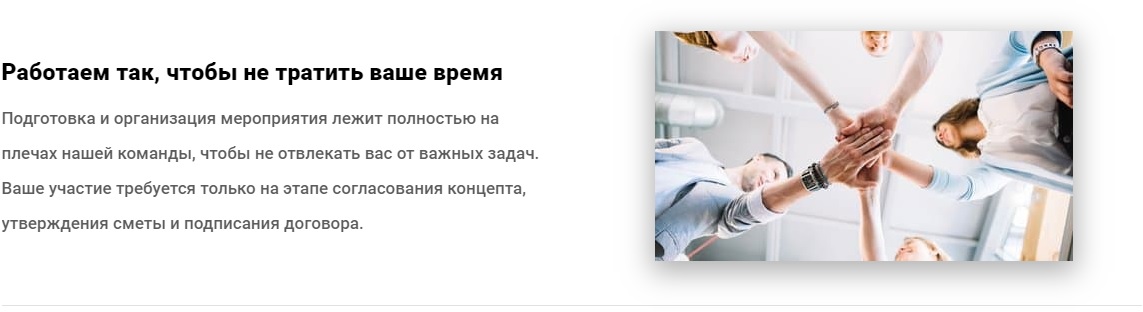 Работаем так, чтобы не тратить ваше время
Подготовка и организация мероприятия лежит полностью на
плечах нашей команды, чтобы не отвлекать вас от важных задач.
Ваше участие требуется только на этапе согласования концепта,
утверждения сметы и подписания договора.